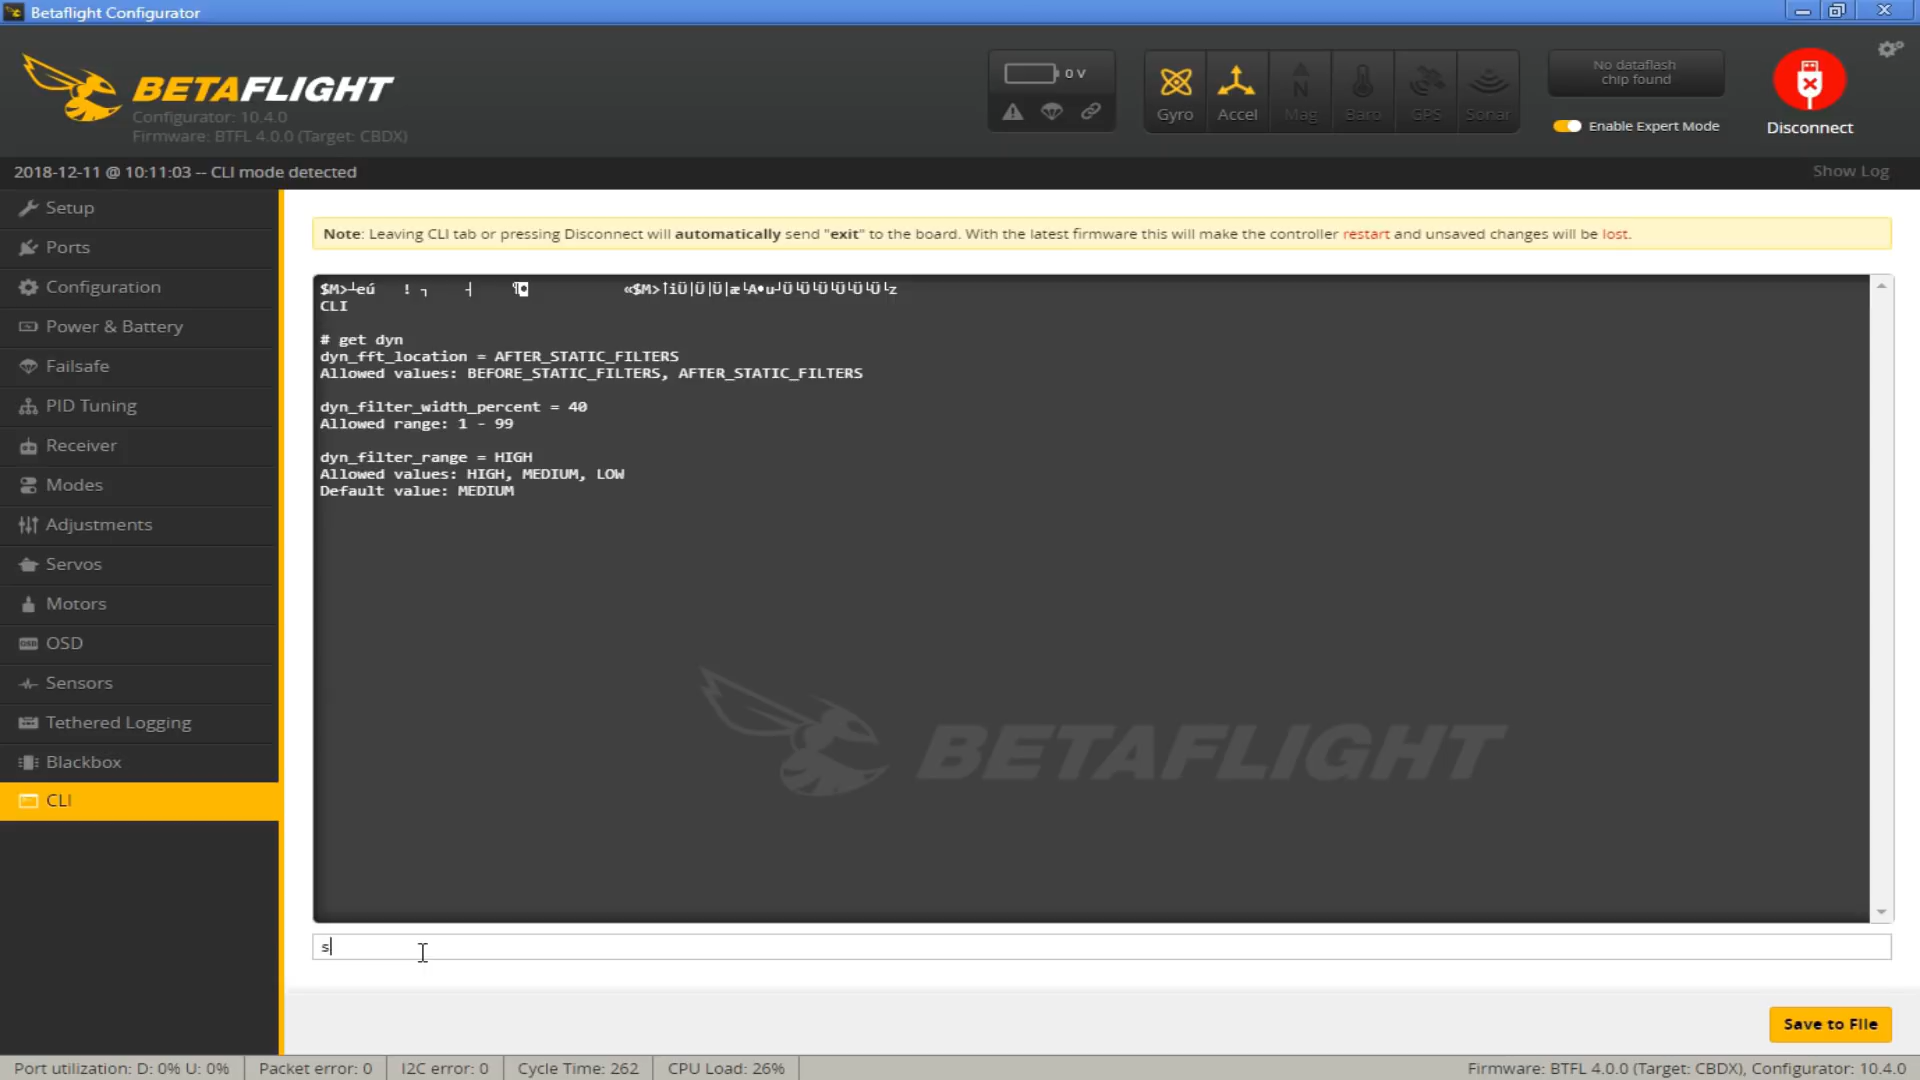 Betaflight Configurator
BETAFLIGHT
Configurator: 10.4.0
Firmware: BTFL 4.0.0 (Target: CBDX)
0 V
Gyro
Accel
Mag
Baro
GPS
Sonar
No dataflash
chip found
Enable Expert Mode
Disconnect
2018-12-11 @ 10:11:03 -- CLI mode detected
Show Log
Setup
Ports
Configuration
Power & Battery
Failsafe
PID Tuning
Receiver
Modes
Adjustments
Servos
Motors
OSD
Sensors
Tethered Logging
Blackbox
CLI
Note: Leaving CLI tab or pressing Disconnect will automatically send "exit" to the board. With the latest firmware this will make the controller restart and unsaved changes will be lost.
CLI
# get dyn
dyn_fft_location = AFTER_STATIC_FILTERS
Allowed values: BEFORE_STATIC_FILTERS, AFTER_STATIC_FILTERS
dyn_filter_width_percent = 40
Allowed range: 1 - 99
dyn_filter_range = HIGH
Allowed values: HIGH, MEDIUM, LOW
Default value: MEDIUM
BETAFLIGHT
s
Save to File
Port utilization: D: 0% U: 0%
Packet error: 0
I2C error: 0
Cycle Time: 262
CPU Load: 26%
Firmware: BTFL 4.0.0 (Target: CBDX), Configurator: 10.4.0